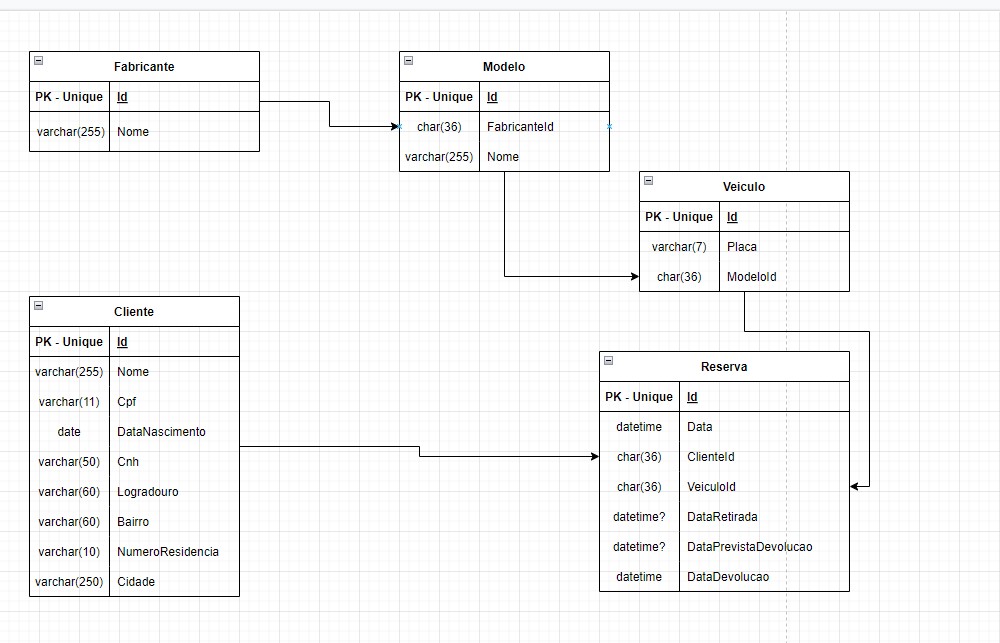 Fabricante
PK - Unique Id
varchar(255) Nome
Modelo
PK - Unique Id
char(36) FabricanteId
varchar(255) Nome
Veiculo
PK - Unique Id
varchar(7) Placa
char(36) ModeloId
Cliente
PK - Unique Id
varchar(255) Nome
varchar(11) Cpf
date DataNascimento
varchar(50) Cnh
varchar(60) Logradouro
varchar(60) Bairro
varchar(10) NumeroResidencia
varchar(250) Cidade
Reserva
PK - Unique Id
datetime Data
char(36) ClienteId
char(36) VeiculoId
datetime? DataRetirada
datetime? DataPrevistaDevolucao
datetime DataDevolucao